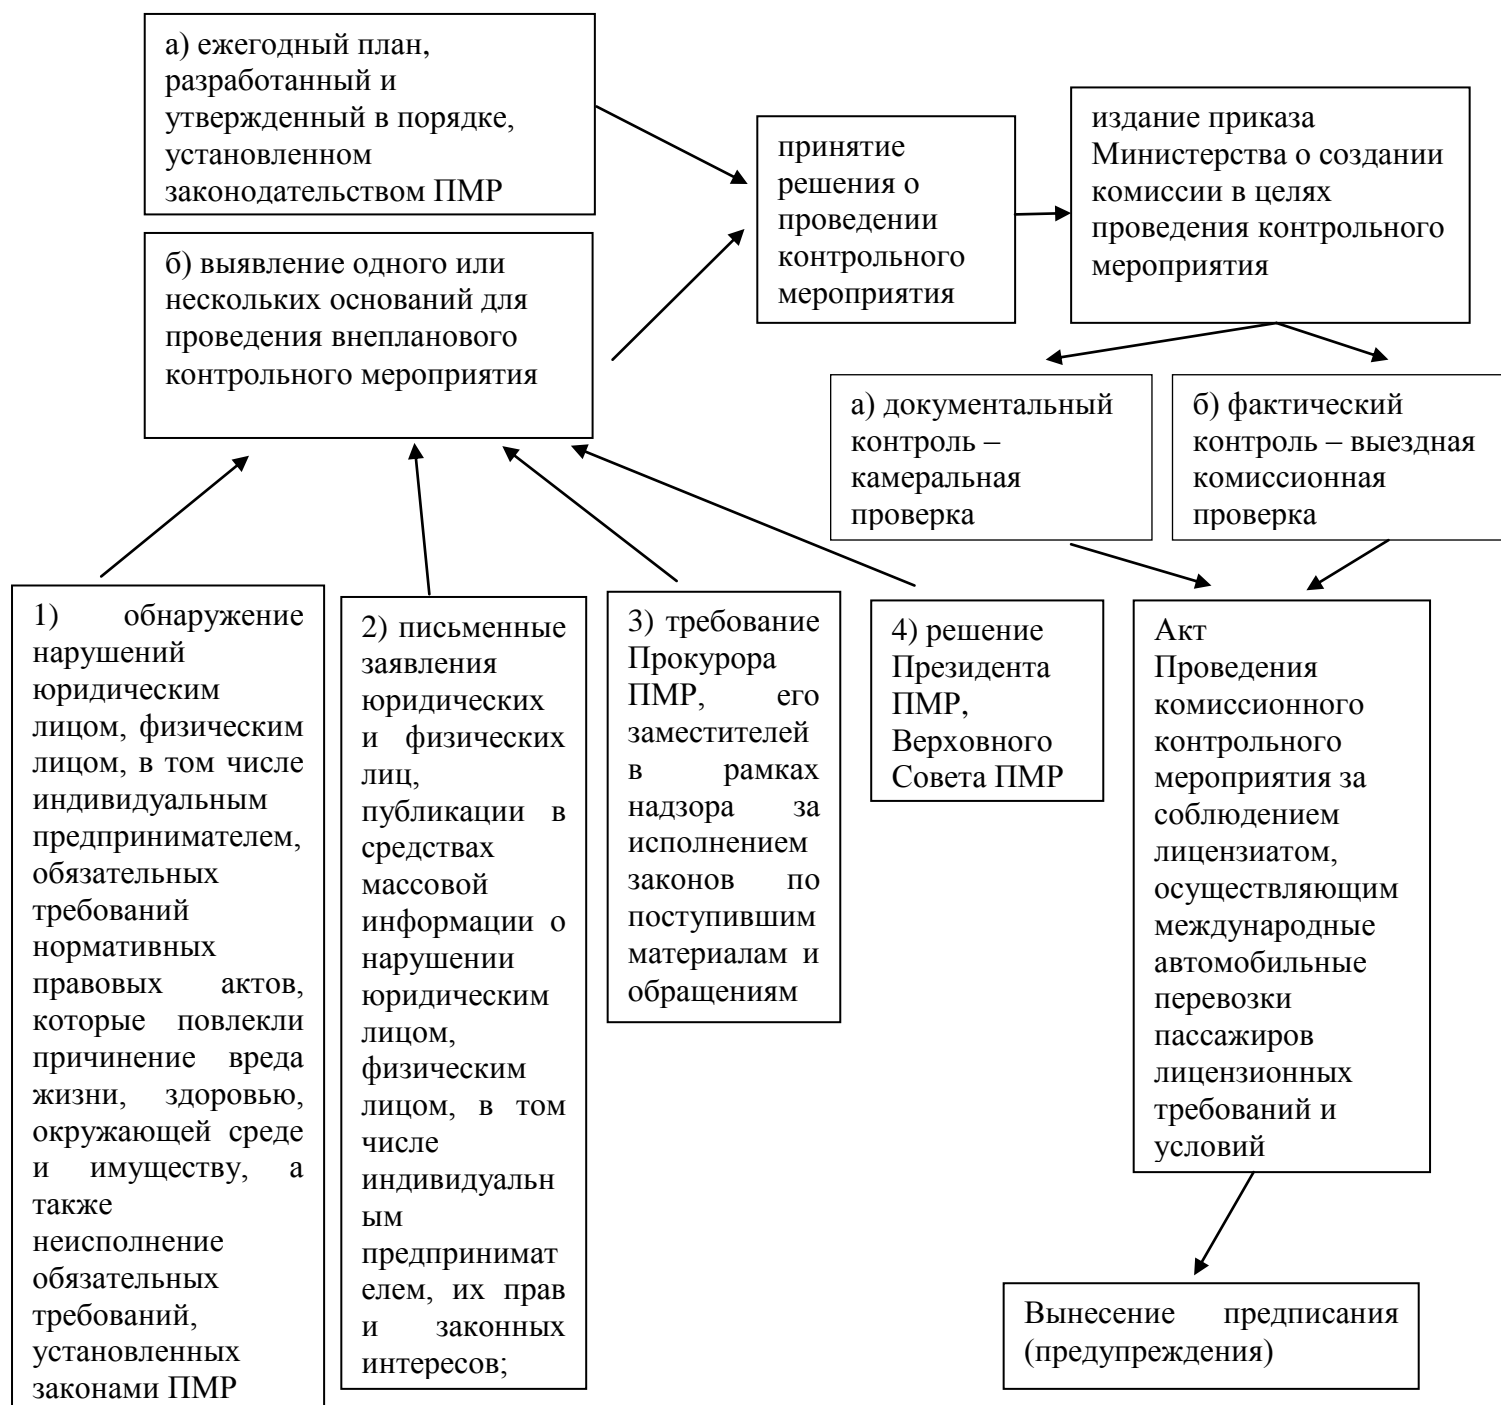 а) ежегодный план,
разработанный и
утвержденный в порядке,
установленном
законодательством ПМР
б) выявление одного или
нескольких оснований для
проведения внепланового
контрольного мероприятия
принятие
решения о
проведении
контрольного
мероприятия
издание приказа
Министерства о создании
комиссии в целях
проведения контрольного
мероприятия
а) документальный
контроль –
камеральная
проверка
б) фактический
контроль – выездная
комиссионная
проверка
1) обнаружение
нарушений
юридическим
лицом, физическим
лицом, в том числе
индивидуальным
предпринимателем,
обязательных
требований
нормативных
правовых актов,
которые повлекли
причинение вреда
жизни, здоровью,
окружающей среде
и имуществу, а
также
неисполнение
обязательных
требований,
установленных
законами ПМР
2) письменные
заявления
юридических
и физических
лиц,
публикации в
средствах
массовой
информации о
нарушении
юридическим
лицом,
физическим
лицом, в том
числе
индивидуальн
ым
предпринимат
елем, их прав
и законных
интересов;
3) требование
Прокурора
ПМР, его
заместителей
в рамках
надзора за
исполнением
законов по
поступившим
материалам и
обращениям
4) решение
Президента
ПМР,
Верховного
Совета ПМР
Акт
Проведения
комиссионного
контрольного
мероприятия за
соблюдением
лицензиатом,
осуществляющим
международные
автомобильные
перевозки
пассажиров
лицензионных
требований и
условий
Вынесение предписания
(предупреждения)